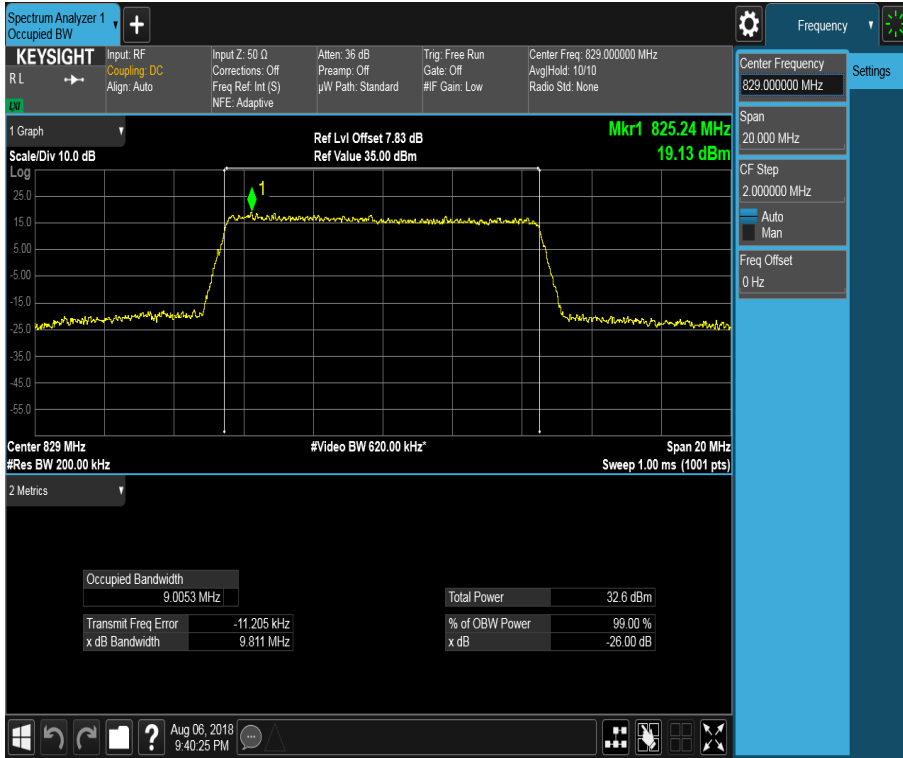 Spectrum Analyzer 1
Occupied BW
+
Frequency
KEYSIGHT
R L
LXI
Input: RF
Coupling: DC
Align: Auto
Input Z: 50 Ω
Corrections: Off
Freq Ref: Int (S)
NFE: Adaptive
Atten: 36 dB
Preamp: Off
µW Path: Standard
Trig: Free Run
Gate: Off
#IF Gain: Low
Center Freq: 829.000000 MHz
Avg|Hold: 10/10
Radio Std: None
1 Graph
Scale/Div 10.0 dB
Log
Ref Lvl Offset 7.83 dB
Ref Value 35.00 dBm
Mkr1 825.24 MHz
19.13 dBm
1
25.0
15.0
5.00
-5.00
-15.0
-25.0
-35.0
-45.0
-55.0
Center 829 MHz
#Video BW 620.00 kHz*
Span 20 MHz
#Res BW 200.00 kHz
Sweep 1.00 ms (1001 pts)
2 Metrics
Occupied Bandwidth
9.0053 MHz
Transmit Freq Error -11.205 kHz
x dB Bandwidth 9.811 MHz
Total Power 32.6 dBm
% of OBW Power 99.00 %
x dB -26.00 dB
?
Aug 06, 2018
9:40:25 PM
Center Frequency
829.000000 MHz
Settings
Span
20.000 MHz
CF Step
2.000000 MHz
Auto
Man
Freq Offset
0 Hz